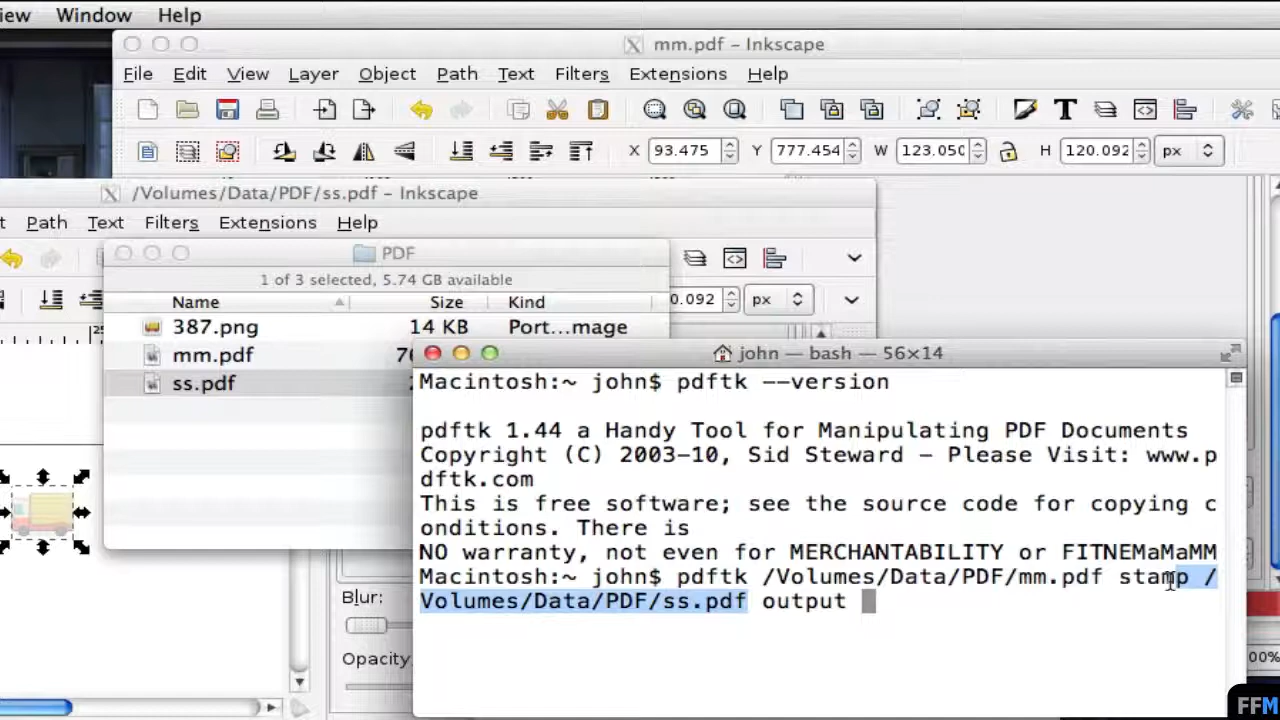 iew Window Help
mm.pdf – Inkscape
File Edit View Layer Object Path Text Filters Extensions Help
X 93.475 Y 777.454 W 123.050 H 120.092 px
/Volumes/Data/PDF/ss.pdf – Inkscape
t Path Text Filters Extensions Help
PDF
1 of 3 selected, 5.74 GB available
Name Size Kind
0.092 px
387.png 14 KB Port...mage
mm.pdf 7
ss.pdf
john — bash — 56×14
Macintosh:~ john$ pdftk --version
pdftk 1.44 a Handy Tool for Manipulating PDF Documents
Copyright (C) 2003-10, Sid Steward - Please Visit: www.p
dftk.com
This is free software; see the source code for copying c
onditions. There is
NO warranty, not even for MERCHANTABILITY or FITNEMaMaMM
Macintosh:~ john$ pdftk /Volumes/Data/PDF/mm.pdf stamp /
Volumes/Data/PDF/ss.pdf output
Blur:
Opacity,
00%
FFM